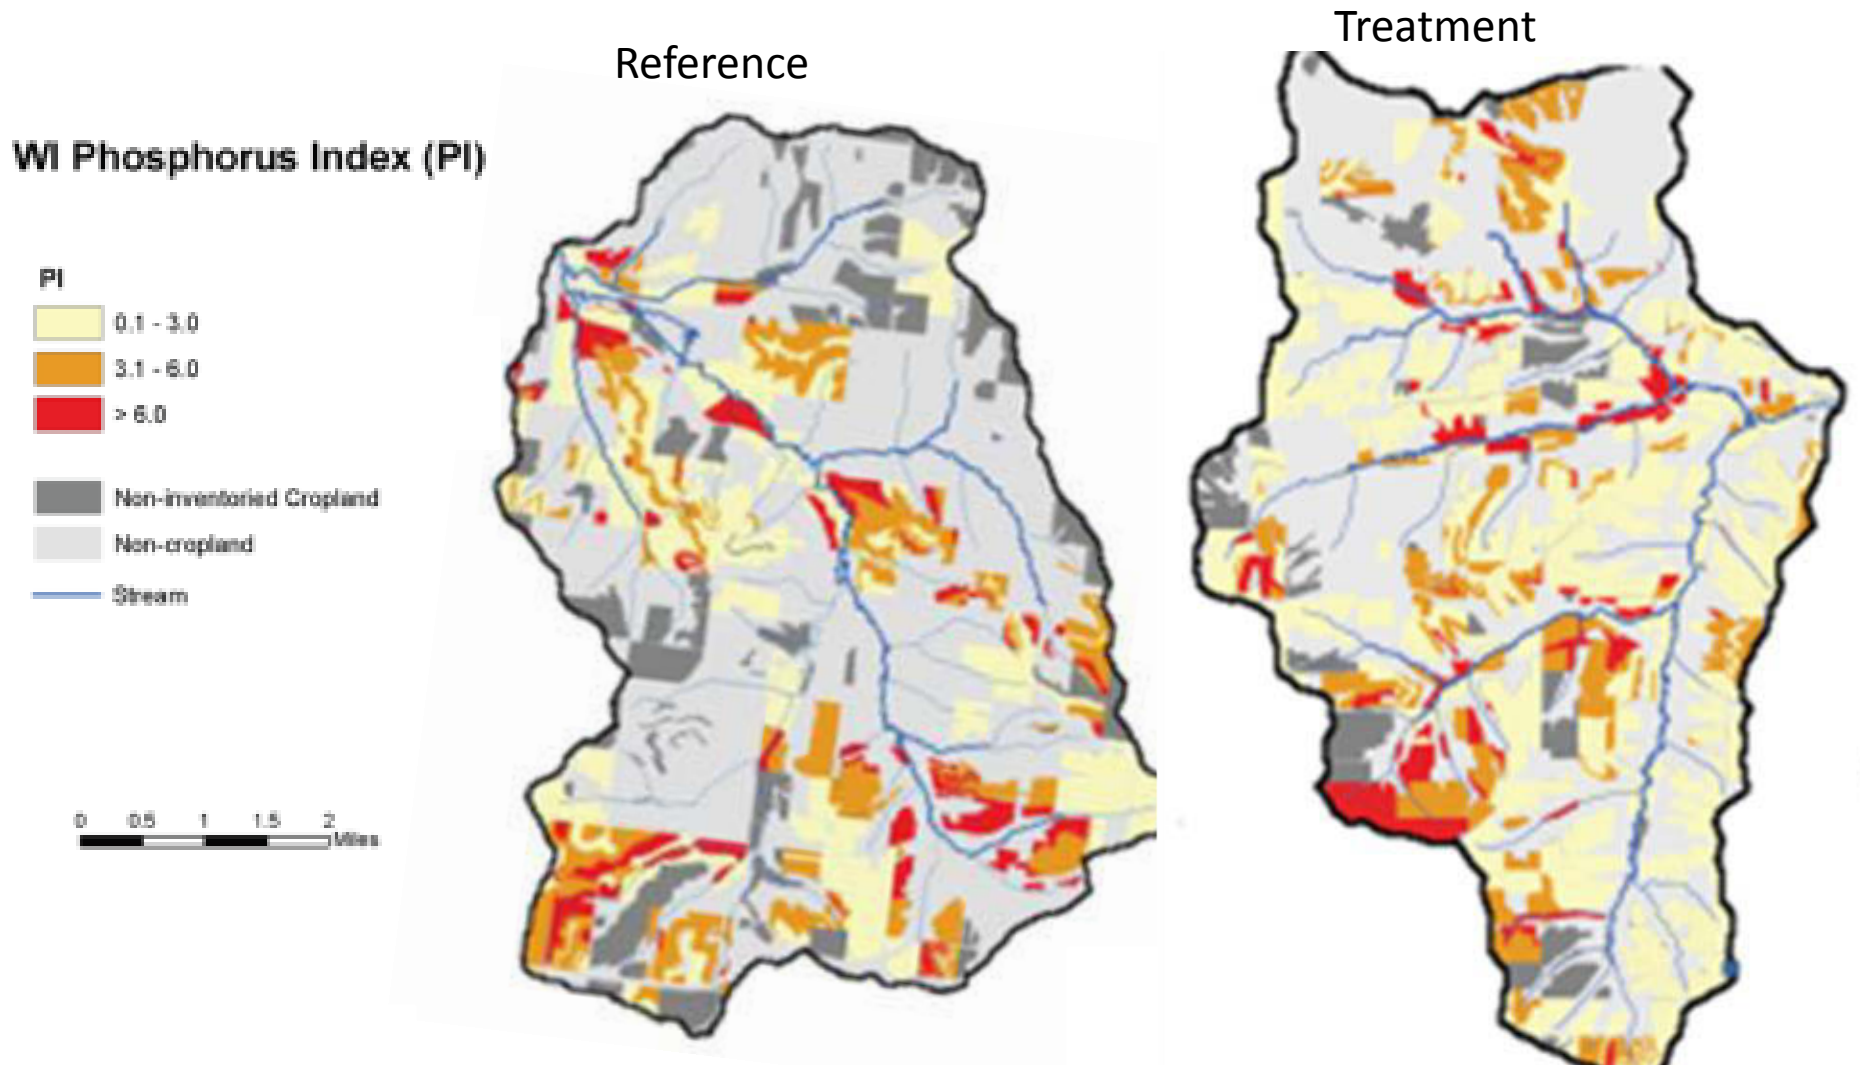 Treatment
Reference
WI Phosphorus Index (PI)
PI
0.1 - 3.0
3.1 - 6.0
> 6.0
Non-inventoried Cropland
Non-cropland
Stream
0 0.5 1 1.5 2
Miles